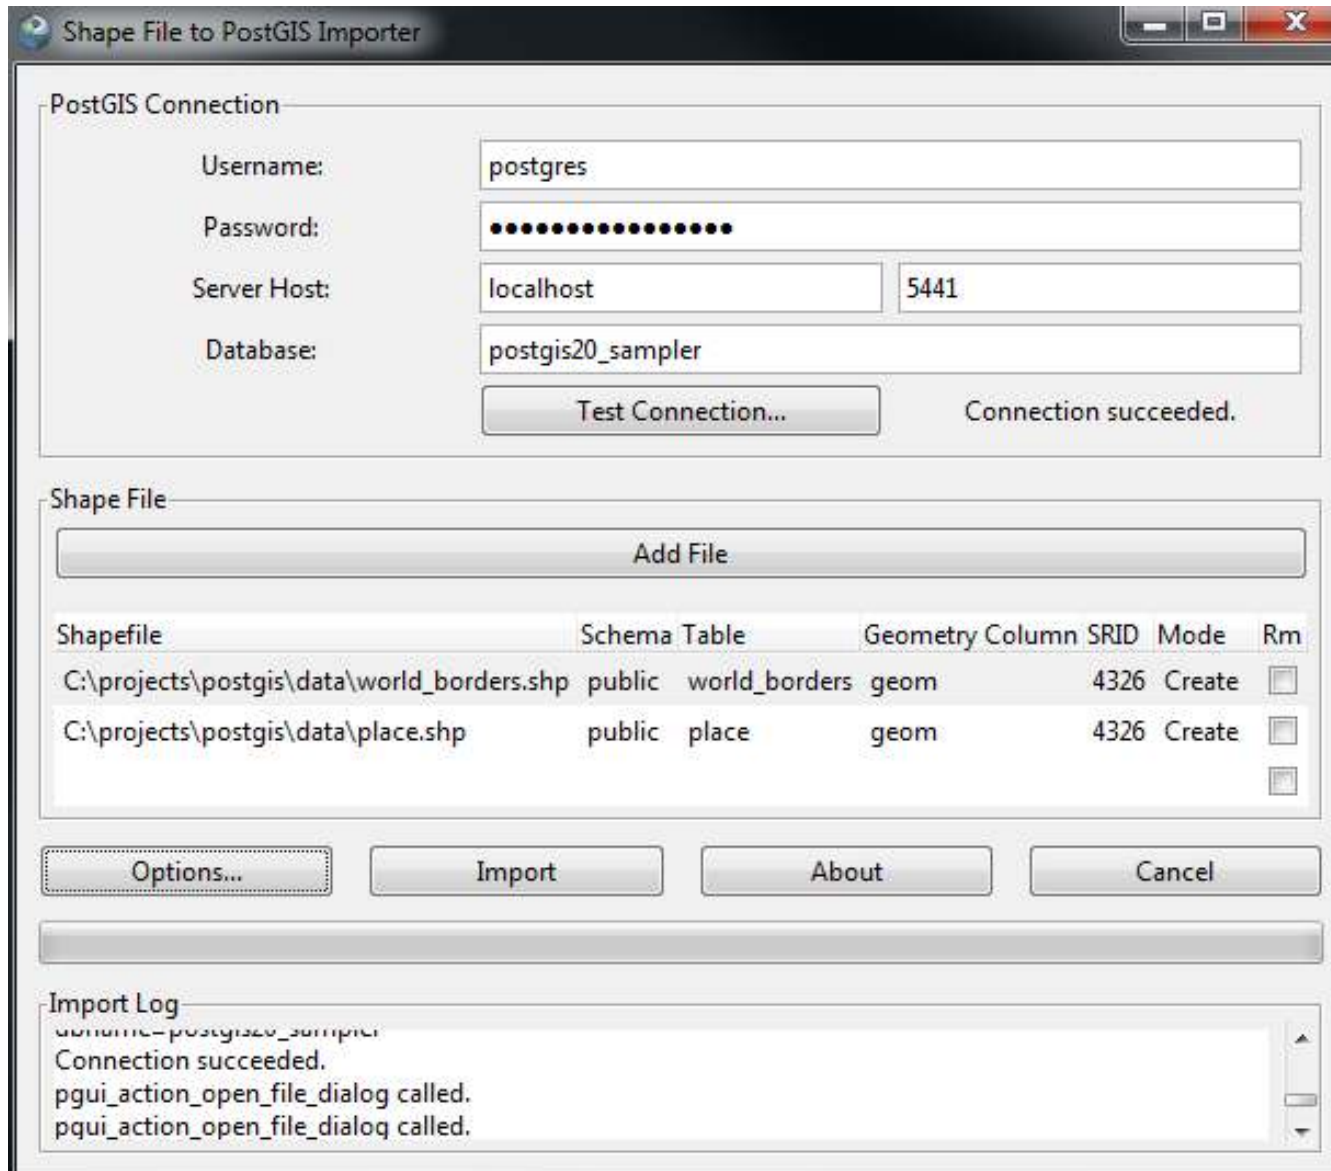 Shape File to PostGIS Importer
PostGIS Connection
Username: postgres
Password: ••••••••••••••••
Server Host: localhost 5441
Database: postgis20_sampler
Test Connection... Connection succeeded.
Shape File
Add File
Shapefile Schema Table Geometry Column SRID Mode Rm
C:\projects\postgis\data\world_borders.shp public world_borders geom 4326 Create
C:\projects\postgis\data\place.shp public place geom 4326 Create
Options... Import About Cancel
Import Log
dbname=postgis20_sampler
Connection succeeded.
pgui_action_open_file_dialog called.
pgui_action_open_file_dialog called.